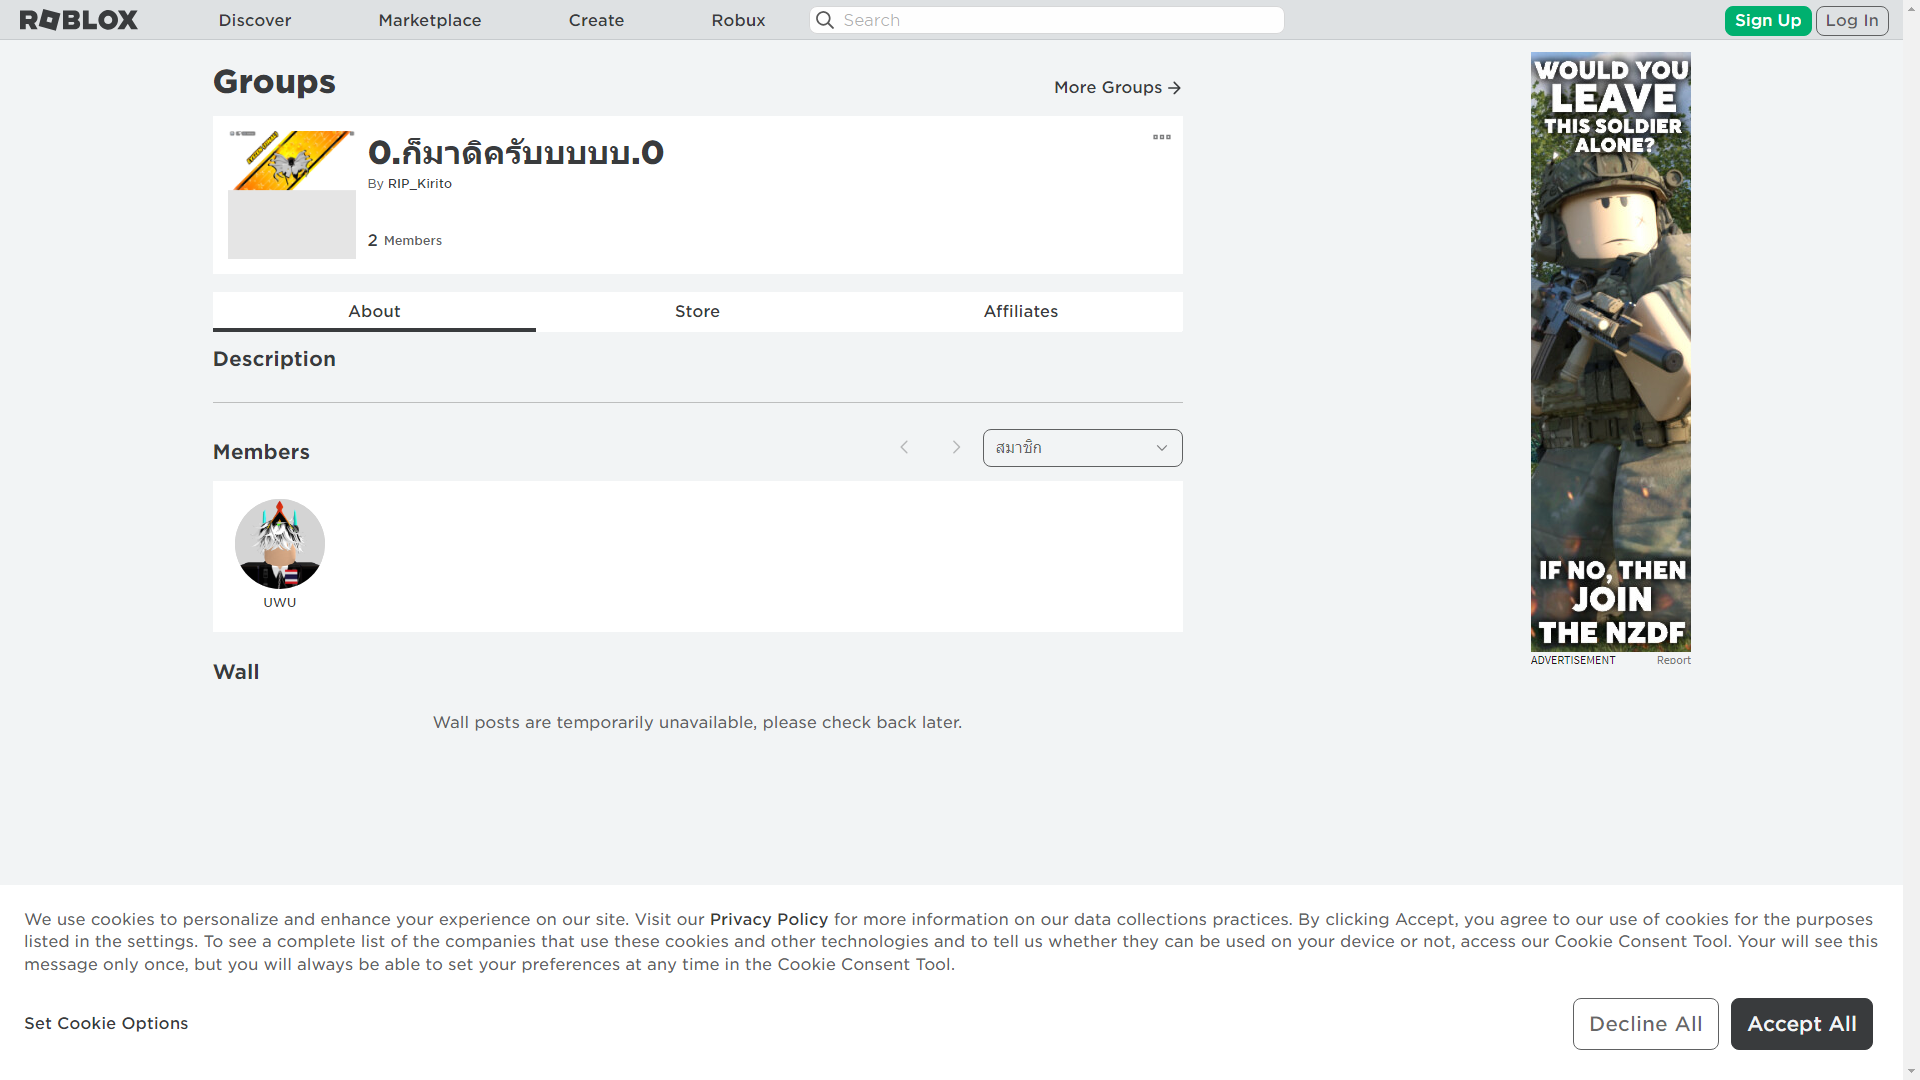 ROBLOX
Discover
Marketplace
Create
Robux
Search
Sign Up
Log In
Groups
More Groups
O.ก็มาดิครับบบบบ.O
By RIP_Kirito
2 Members
About
Store
Affiliates
Description
Members
สมาชิก
UWU
Wall
Wall posts are temporarily unavailable, please check back later.
WOULD YOU
LEAVE
THIS SOLDIER
ALONE?
IF NO, THEN
JOIN
THE NZDF
ADVERTISEMENT
Report
We use cookies to personalize and enhance your experience on our site. Visit our Privacy Policy for more information on our data collections practices. By clicking Accept, you agree to our use of cookies for the purposes
listed in the settings. To see a complete list of the companies that use these cookies and other technologies and to tell us whether they can be used on your device or not, access our Cookie Consent Tool. Your will see this
message only once, but you will always be able to set your preferences at any time in the Cookie Consent Tool.
Set Cookie Options
Decline All
Accept All